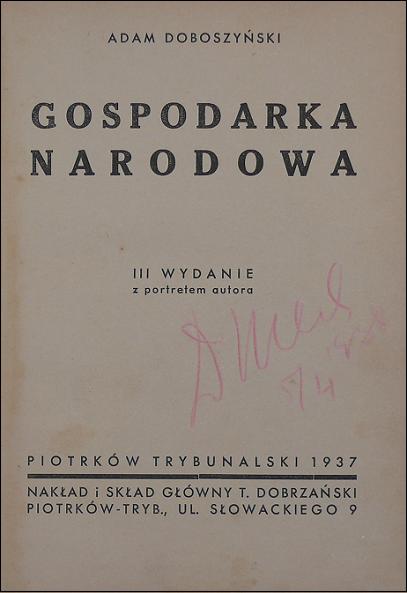 ADAM DOBOSZYŃSKI
GOSPODARKA
NARODOWA
III WYDANIE
z portretem autora
PIOTRKÓW TRYBUNALSKI 1937
NAKŁAD i SKŁAD GŁÓWNY T. DOBRZAŃSKI
PIOTRKÓW-TRYB., UL. SŁOWACKIEGO 9